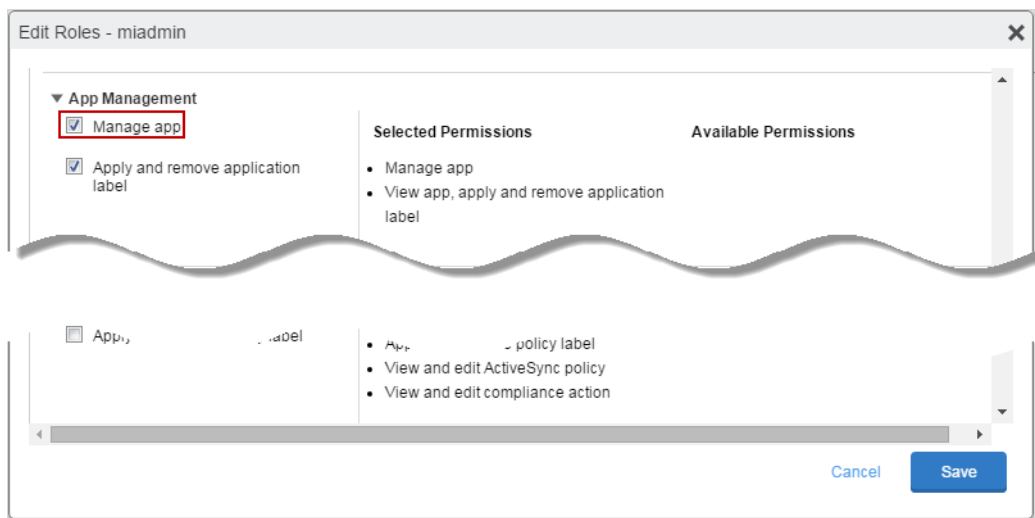 Edit Roles - miadmin
App Management
Manage app
Selected Permissions
Available Permissions
Apply and remove application
label
• Manage app
• View app, apply and remove application
label
label
policy label
• View and edit ActiveSync policy
• View and edit compliance action
Cancel
Save